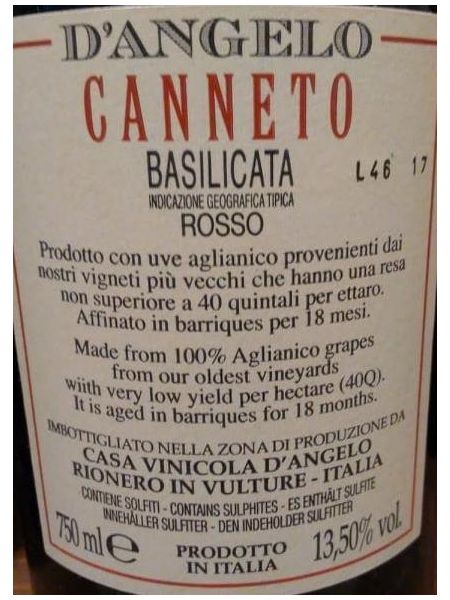 D'ANGELO
CANNETO
BASILICATA
L46 17
INDICAZIONE GEOGRAFICA TIPICA
ROSSO
Prodotto con uve aglianico provenienti dai
nostri vigneti più vecchi che hanno una resa
non superiore a 40 quintali per ettaro.
Affinato in barriques per 18 mesi.
Made from 100% Aglianico grapes
from our oldest vineyards
wiith very low yield per hectare (40Q).
It is aged in barriques for 18 months.
IMBOTTIGLIATO NELLA ZONA DI PRODUZIONE DA
CASA VINICOLA D'ANGELO
RIONERO IN VULTURE - ITALIA
CONTIENE SOLFITI - CONTAINS SULPHITES - ES ENTHÄLT SULFITE
INNEHÅLLER SULFITTER - DEN INDEHOLDER SULFITTER
750 ml e
PRODOTTO
IN ITALIA
13,50% vol.